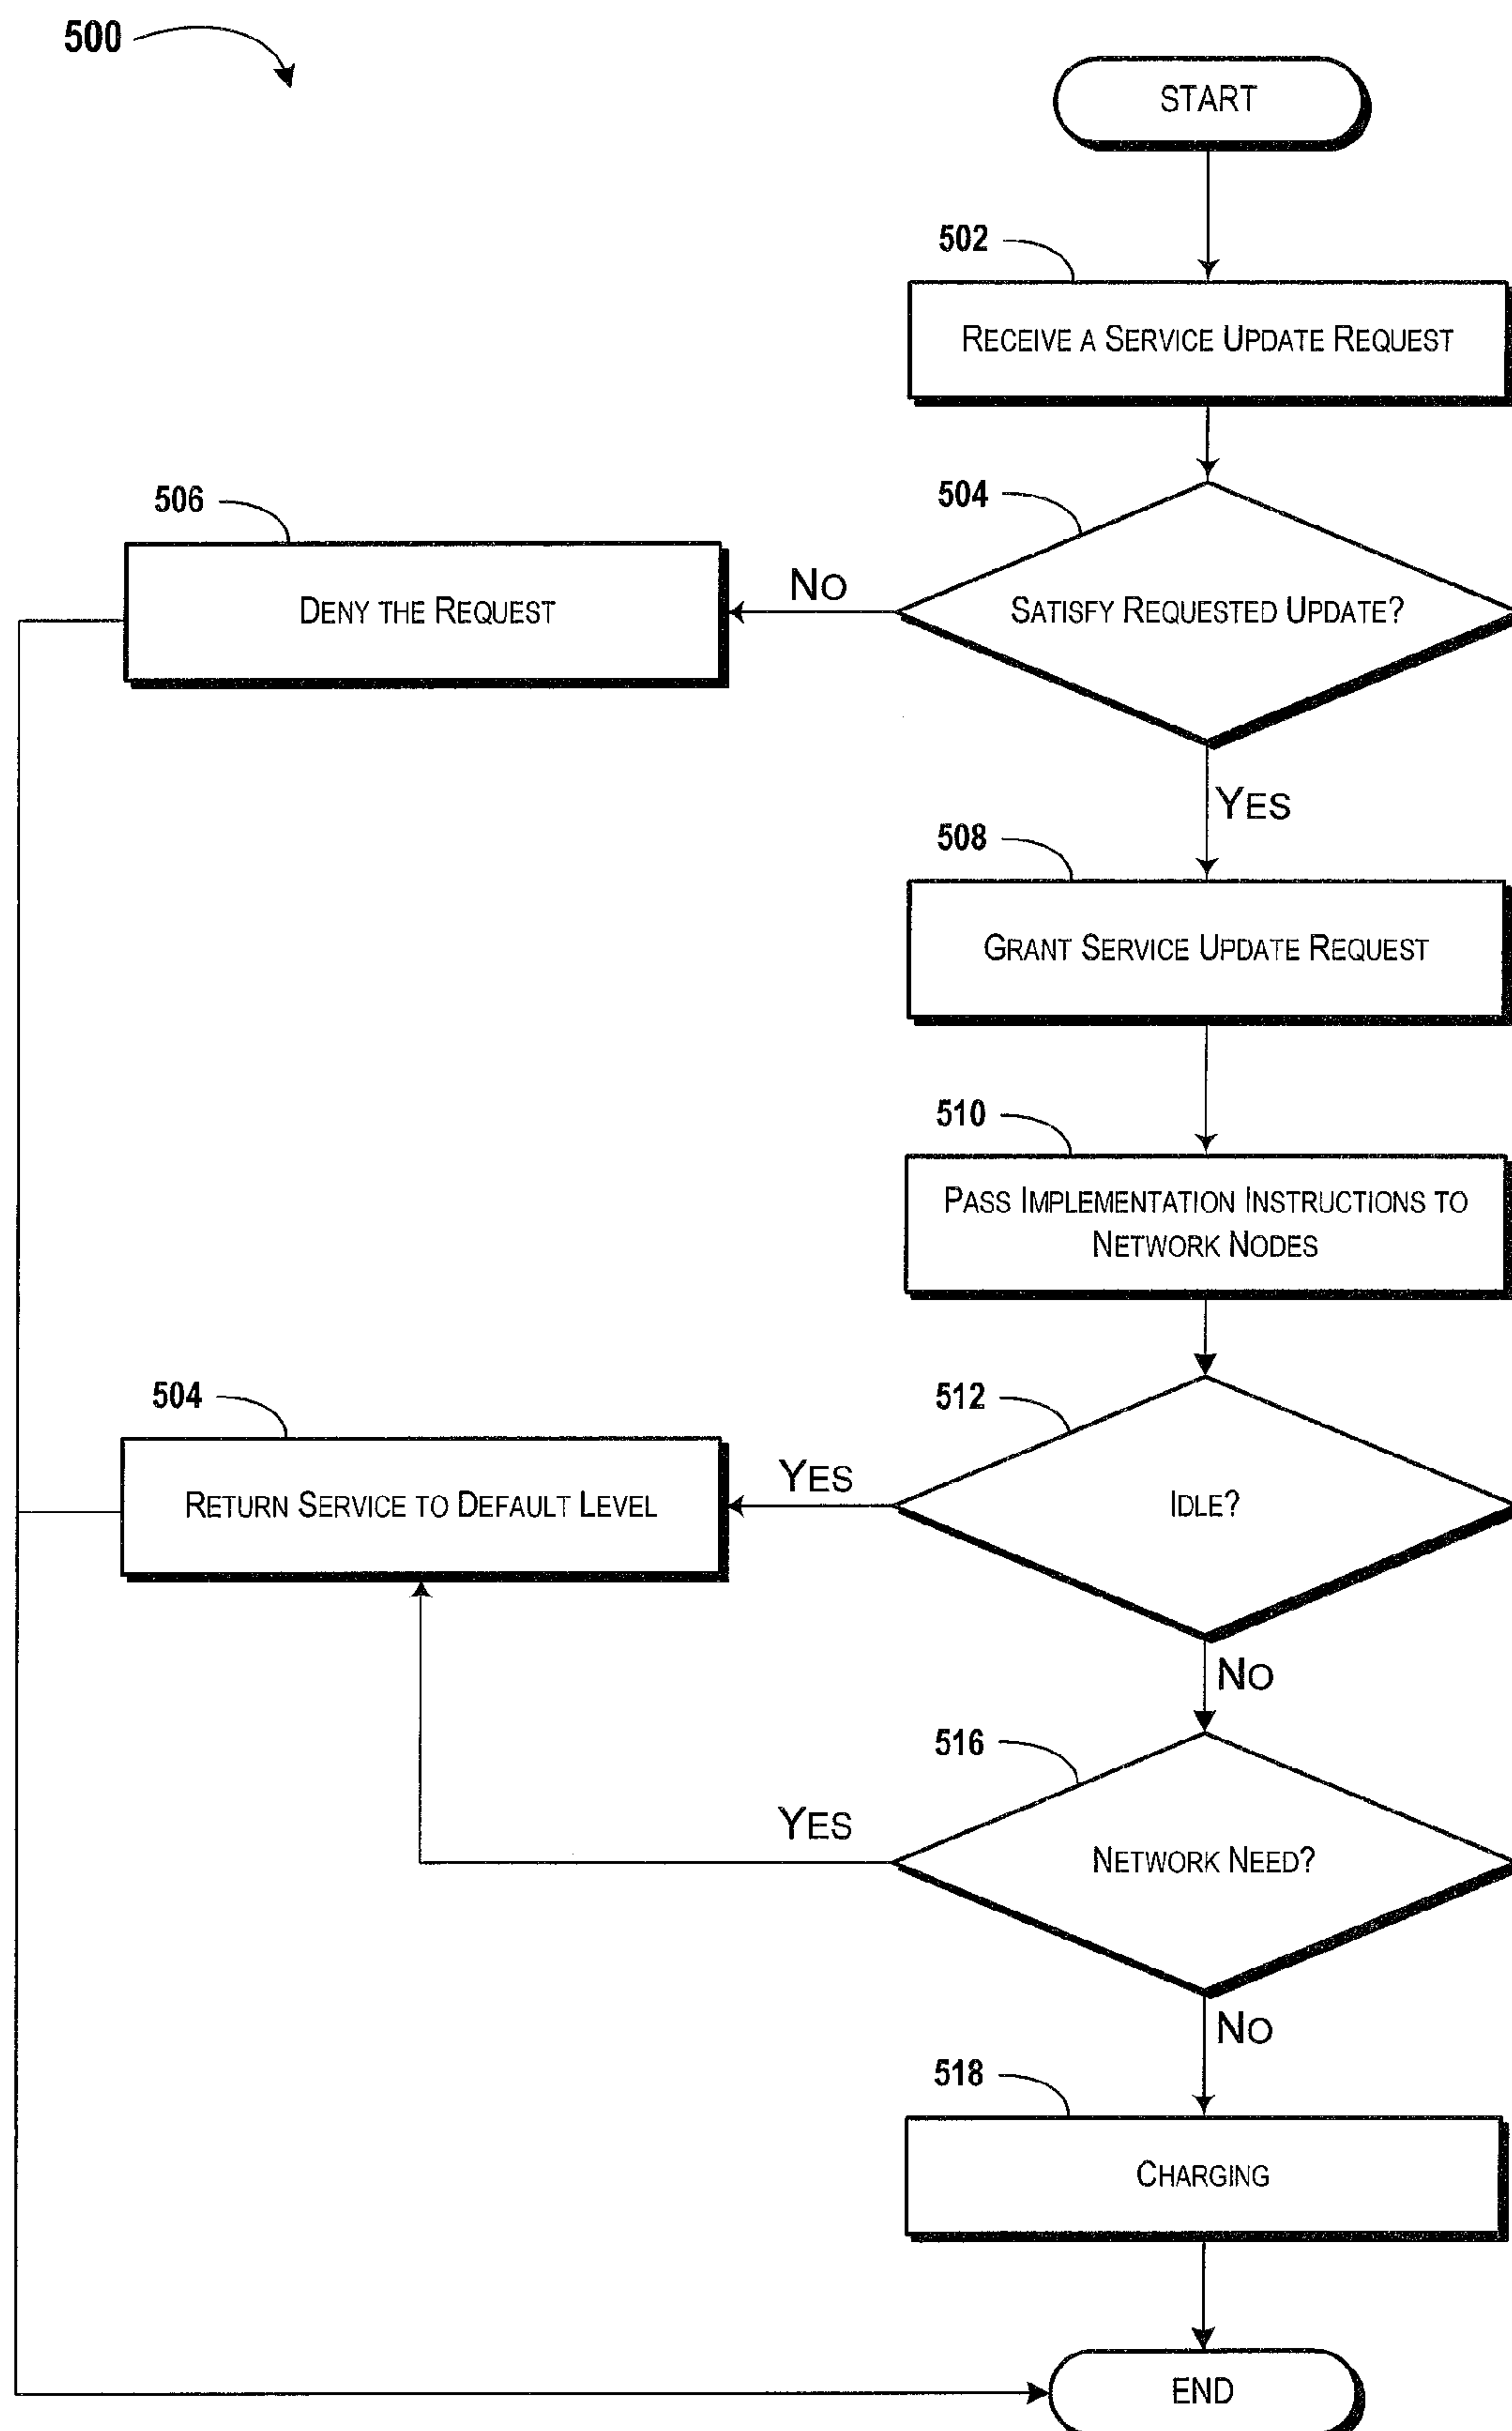 500
START
502
RECEIVE A SERVICE UPDATE REQUEST
506
504
DENY THE REQUEST
NO
SATISFY REQUESTED UPDATE?
YES
508
GRANT SERVICE UPDATE REQUEST
510
PASS IMPLEMENTATION INSTRUCTIONS TO
NETWORK NODES
504
512
RETURN SERVICE TO DEFAULT LEVEL
YES
IDLE?
NO
516
YES
NETWORK NEED?
NO
518
CHARGING
END